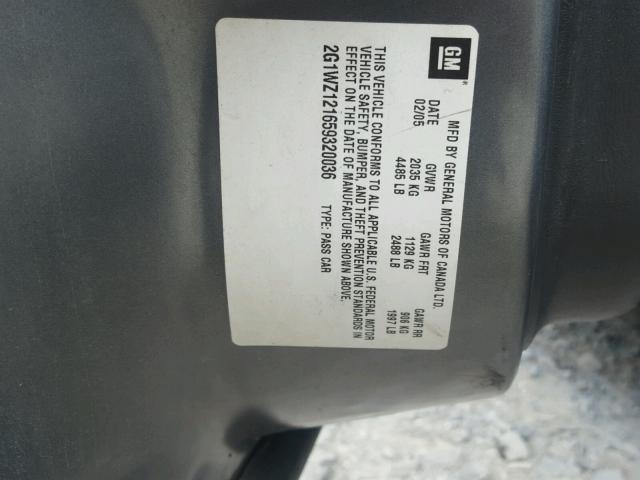 GM
MFD BY GENERAL MOTORS OF CANADA LTD.
DATE GVWR GAWR FRT GAWR RR
02/05 2035 KG 1129 KG 906 KG
4485 LB 2488 LB 1997 LB
THIS VEHICLE CONFORMS TO ALL APPLICABLE U.S. FEDERAL MOTOR
VEHICLE SAFETY, BUMPER, AND THEFT PREVENTION STANDARDS IN
EFFECT ON THE DATE OF MANUFACTURE SHOWN ABOVE.
2G1WZ121659320036 TYPE: PASS CAR